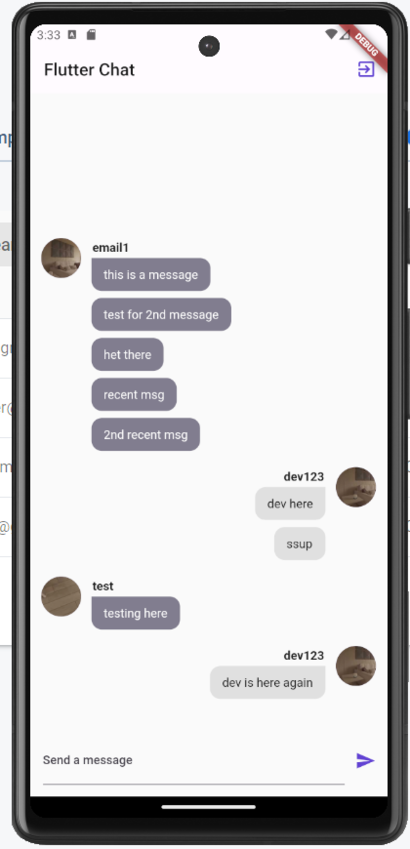 3:33
DEBUG
Flutter Chat
email1
this is a message
test for 2nd message
het there
recent msg
2nd recent msg
dev123
dev here
ssup
test
testing here
dev123
dev is here again
Send a message